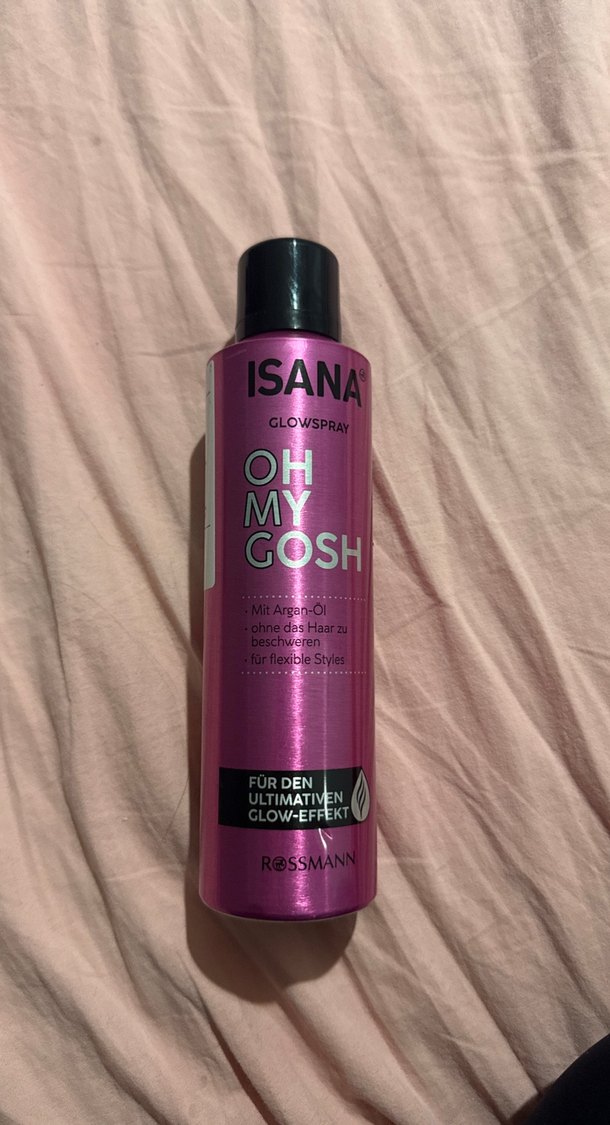 ISANA
GLOWSPRAY
OH
MY
GOSH
• Mit Argan-Öl
• ohne das Haar zu
beschweren
• für flexible Styles
FÜR DEN
ULTIMATIVEN
GLOW-EFFEKT
ROSSMANN